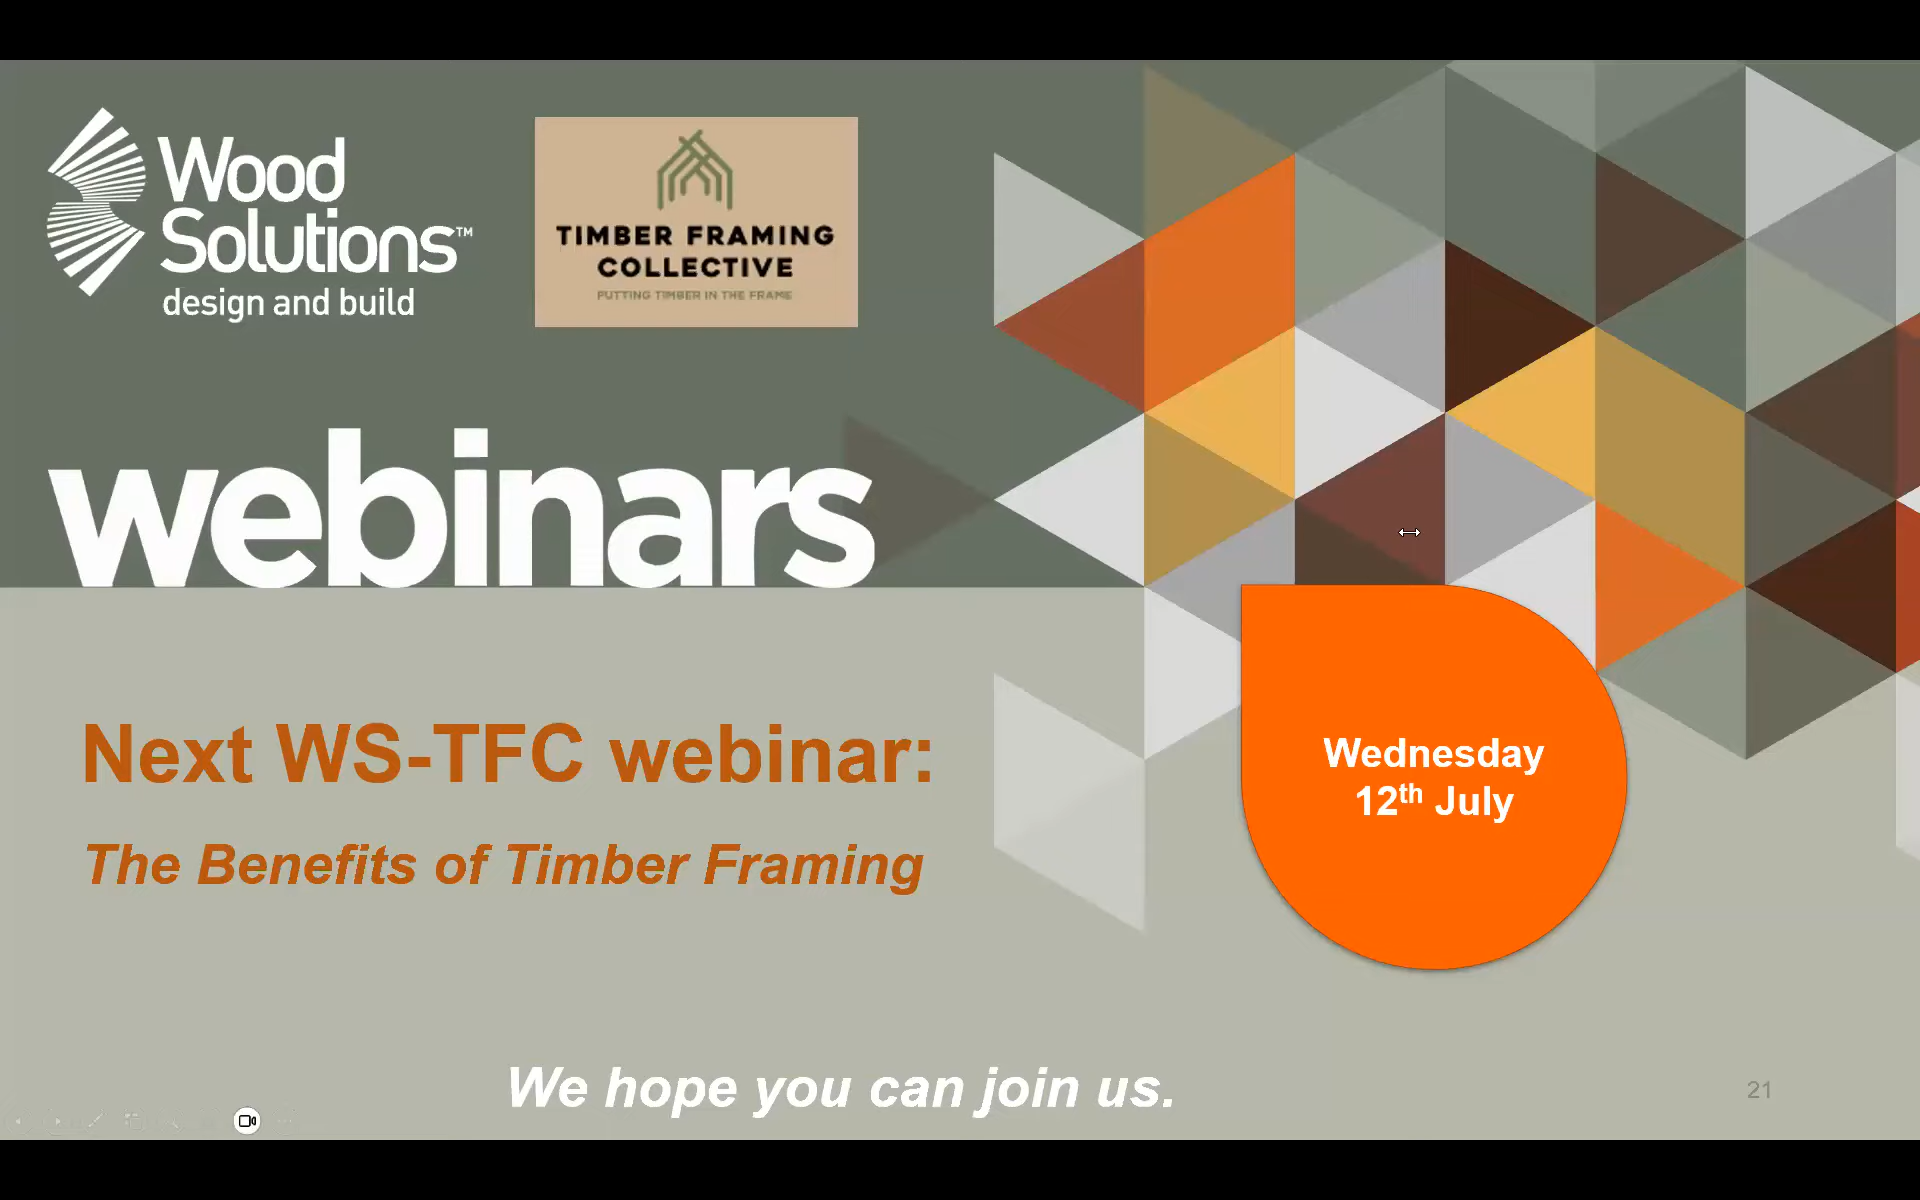 Wood
Solutions™
design and build
TIMBER FRAMING
COLLECTIVE
PUTTING TIMBER IN THE FRAME
webinars
Next WS-TFC webinar:
The Benefits of Timber Framing
Wednesday
12th July
We hope you can join us.
21